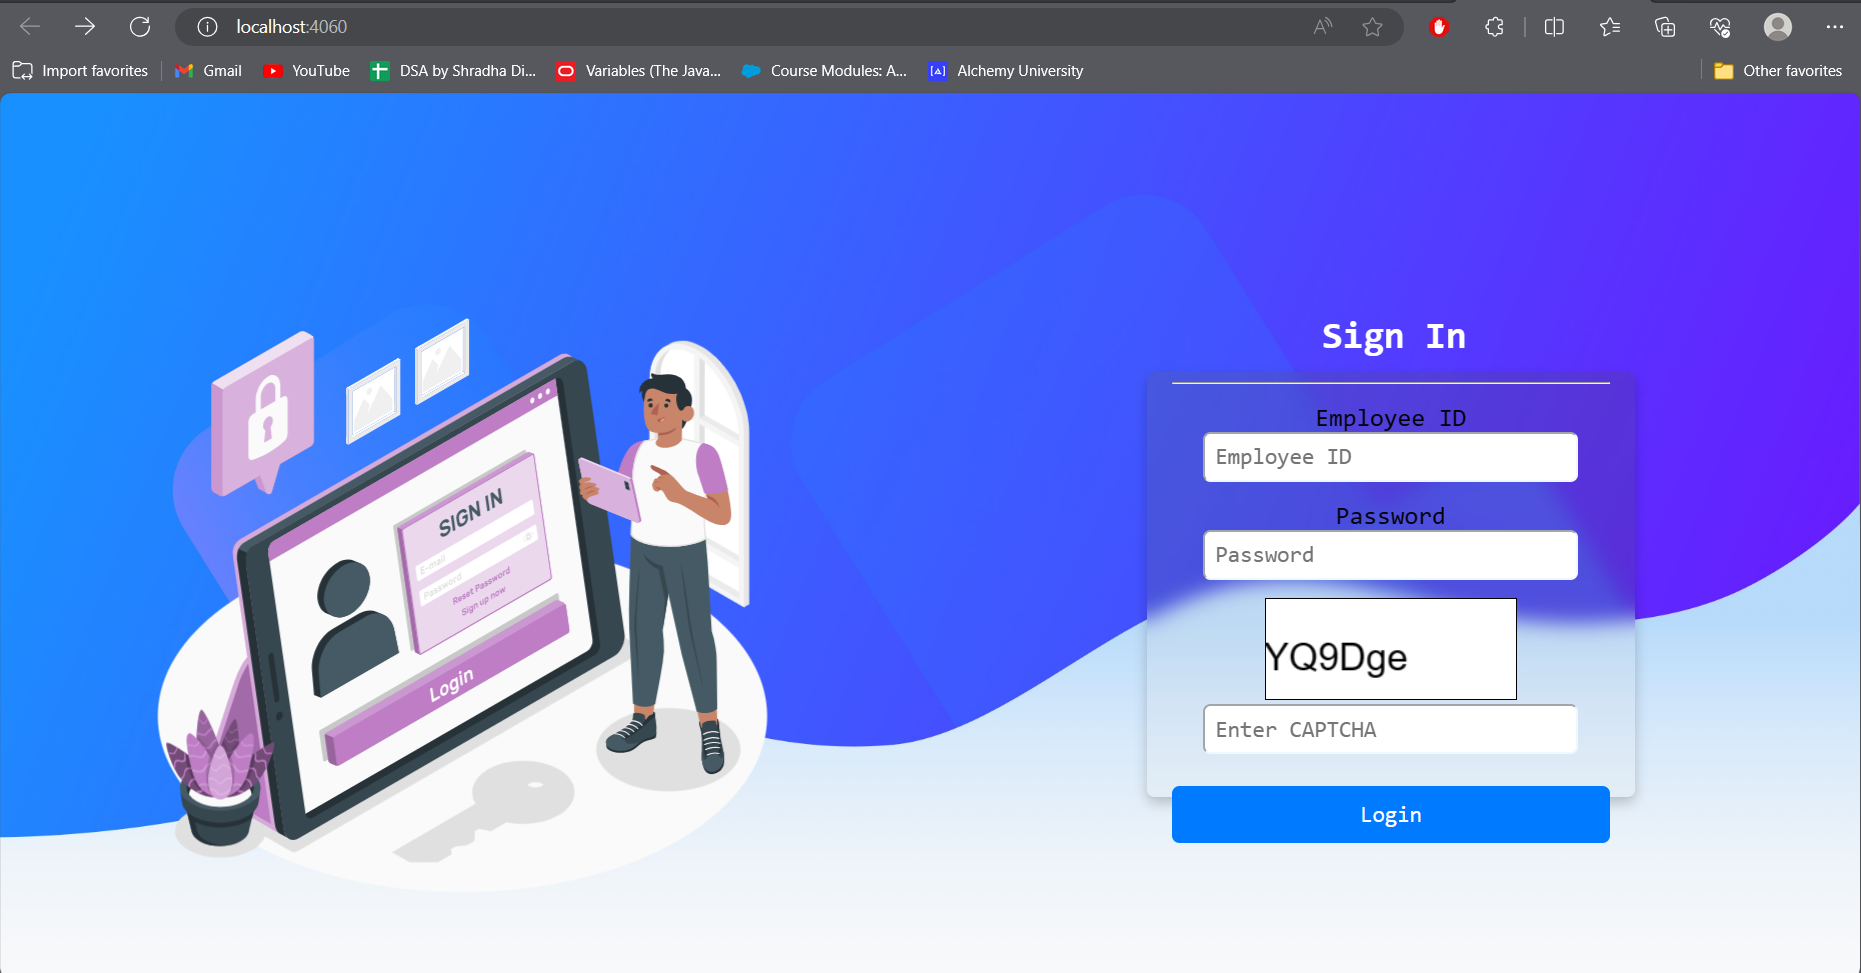 localhost:4060
Import favorites
Gmail
YouTube
DSA by Shradha Di...
Variables (The Java...
Course Modules: A...
Alchemy University
Other favorites
SIGN IN
E-mail
Password
Reset Password
Sign up now
Login
Sign In
Employee ID
Employee ID
Password
Password
YQ9Dge
Enter CAPTCHA
Login